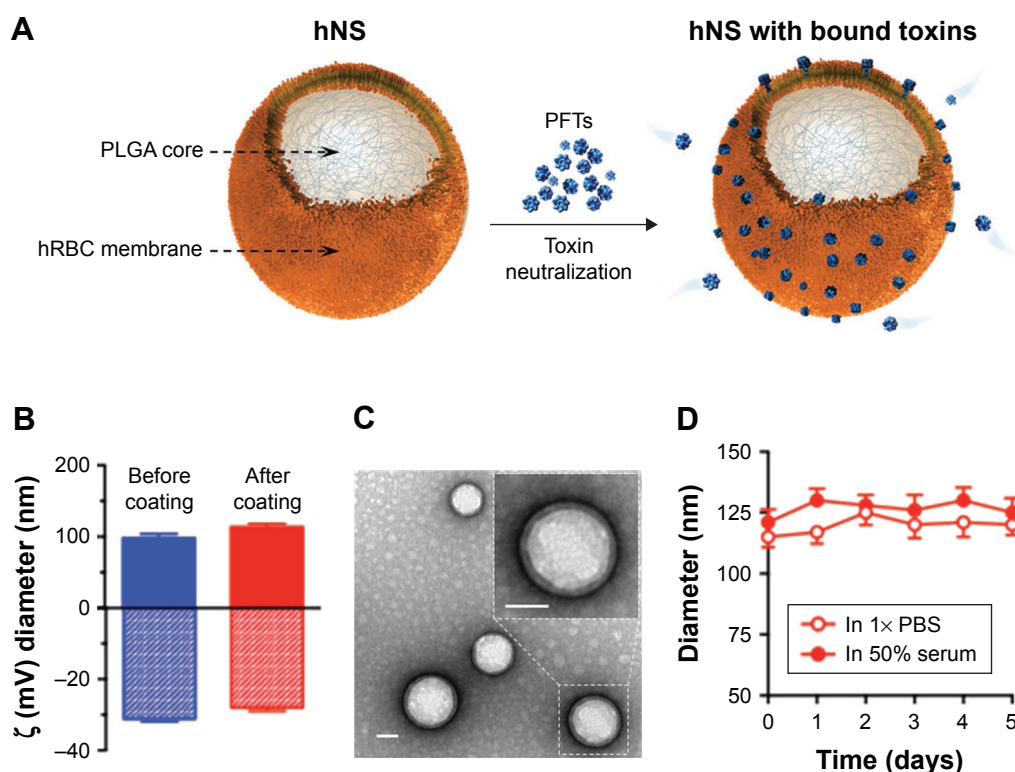 A
hNS
hNS with bound toxins
PLGA core
PFTs
hRBC membrane
Toxin
neutralization
B
ζ (mV) diameter (nm)
200
100
0
–20
–40
Before
coating
After
coating
C
D
Diameter (nm)
150
125
100
75
50
In 1× PBS
In 50% serum
0 1 2 3 4 5
Time (days)